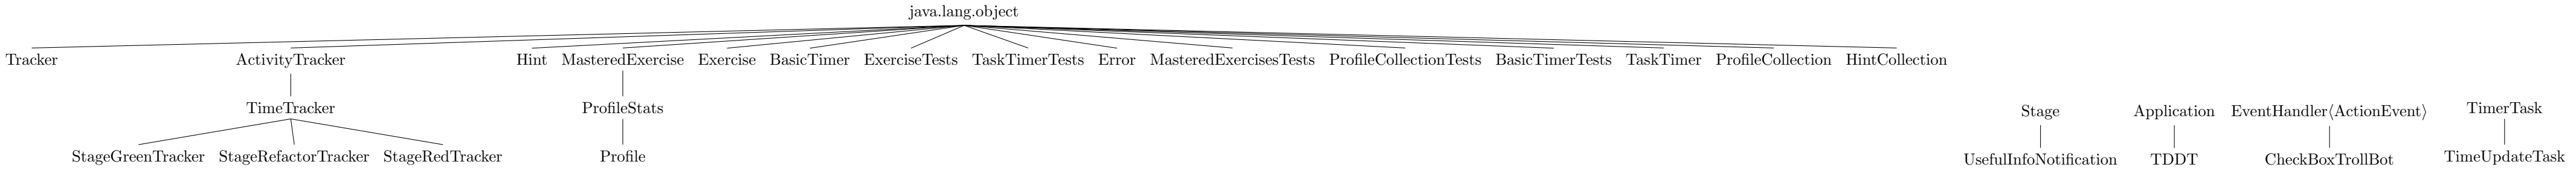 java.lang.object
Tracker ActivityTracker Hint MasteredExercise Exercise BasicTimer ExerciseTests TaskTimerTests Error MasteredExercisesTests ProfileCollectionTests BasicTimerTests TaskTimer ProfileCollection HintCollection
TimeTracker ProfileStats Stage Application EventHandler⟨ActionEvent⟩ TimerTask
StageGreenTracker StageRefactorTracker StageRedTracker Profile UsefulInfoNotification TDDT CheckBoxTrollBot TimeUpdateTask